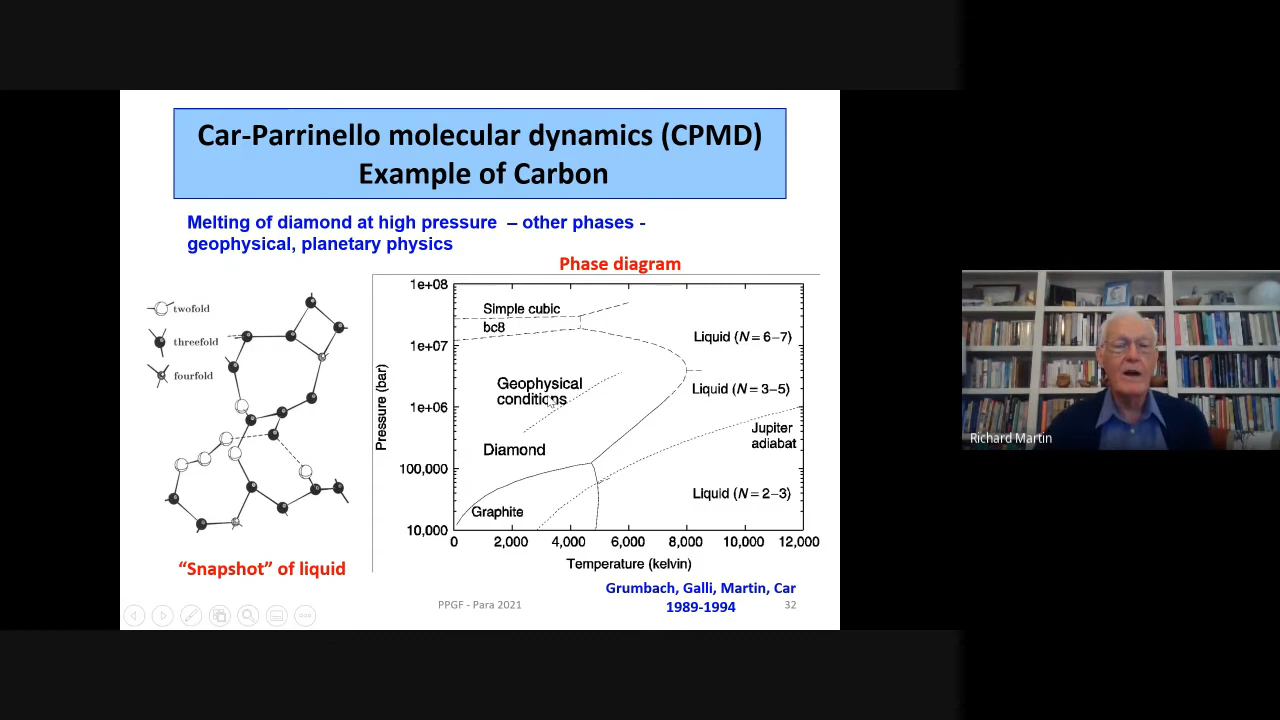 Car-Parrinello molecular dynamics (CPMD)
Example of Carbon
Melting of diamond at high pressure – other phases -
geophysical, planetary physics
Phase diagram
twofold
threefold
fourfold
"Snapshot" of liquid
Pressure (bar)
1e+08
1e+07
1e+06
100,000
10,000
Simple cubic
bc8
Liquid (N=6–7)
Geophysical
conditions
Liquid (N=3–5)
Jupiter
adiabat
Diamond
Liquid (N=2–3)
Graphite
0 2,000 4,000 6,000 8,000 10,000 12,000
Temperature (kelvin)
Grumbach, Galli, Martin, Car
1989-1994
PPGF - Para 2021
32
Richard Martin